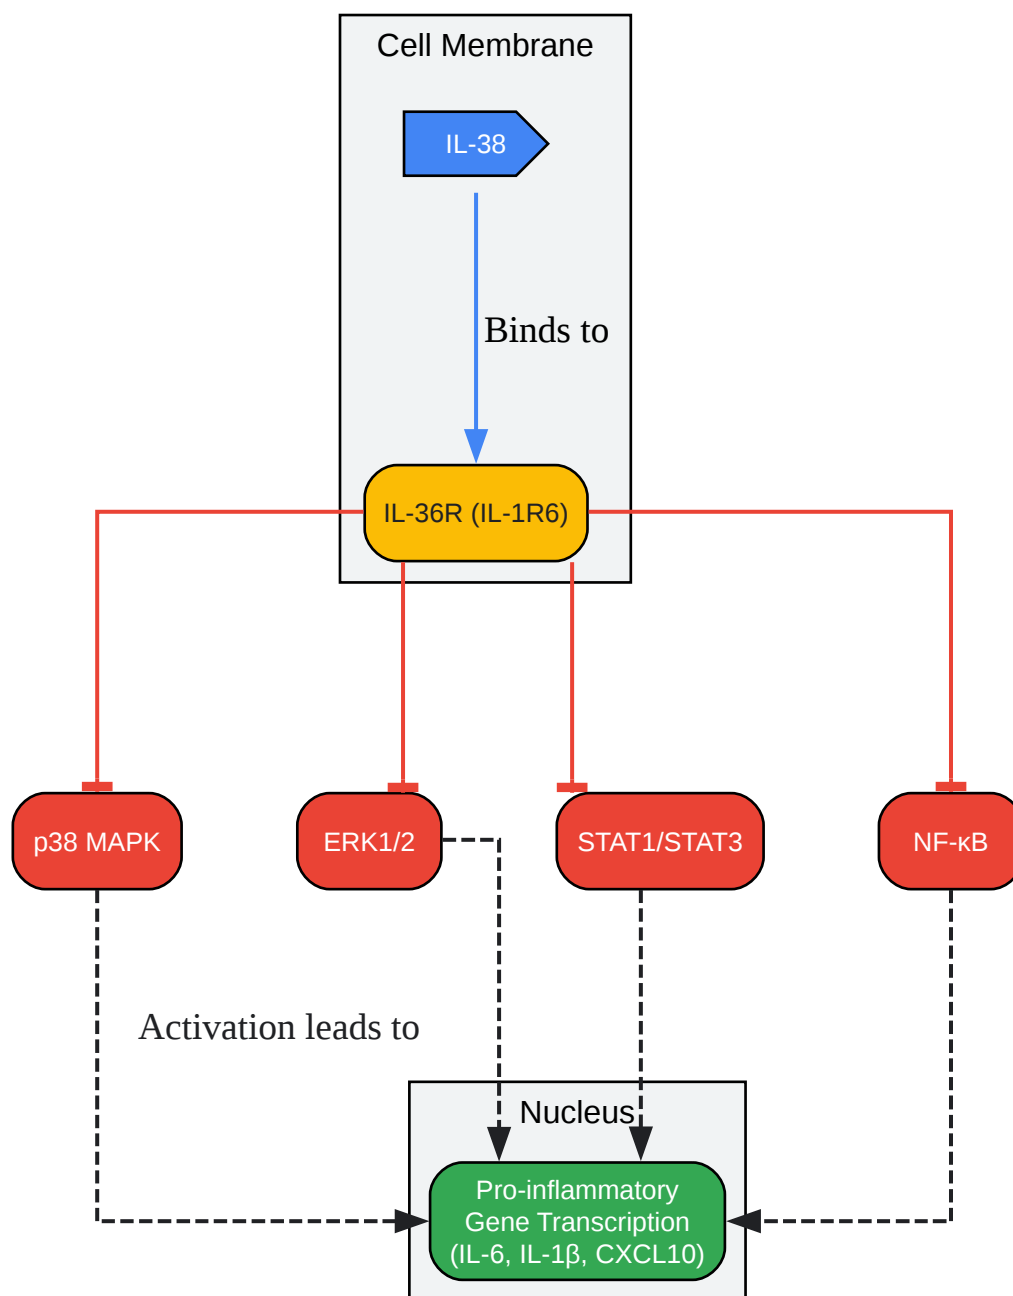 Cell Membrane
IL-38
Binds to
IL-36R (IL-1R6)
p38 MAPK
ERK1/2
STAT1/STAT3
NF-κB
Activation leads to
Nucleus
Pro-inflammatory
Gene Transcription
(IL-6, IL-1β, CXCL10)